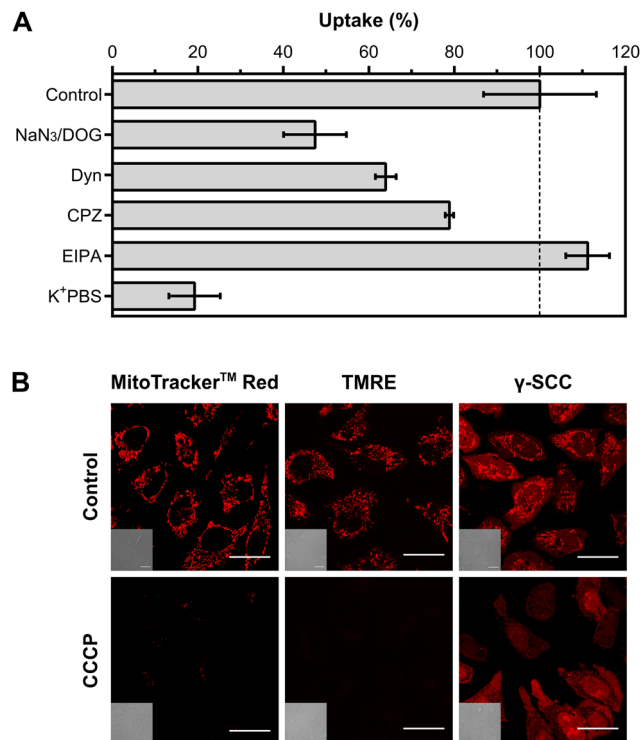 A
Uptake (%)
0 20 40 60 80 100 120
Control
NaN₃/DOG
Dyn
CPZ
EIPA
K⁺PBS
B
MitoTracker™ Red TMRE γ-SCC
Control
CCCP